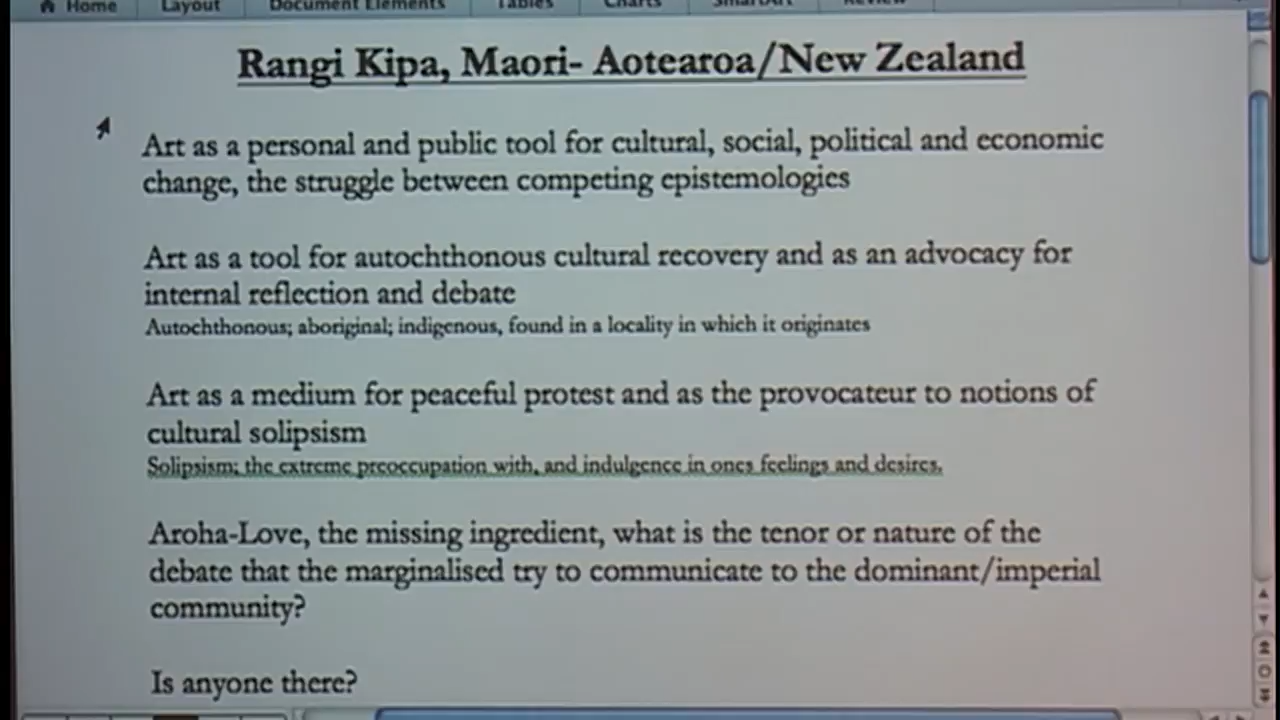 Home Layout Document Elements Tables Charts SmartArt Review
Rangi Kipa, Maori- Aotearoa/New Zealand
Art as a personal and public tool for cultural, social, political and economic
change, the struggle between competing epistemologies
Art as a tool for autochthonous cultural recovery and as an advocacy for
internal reflection and debate
Autochthonous; aboriginal; indigenous, found in a locality in which it originates
Art as a medium for peaceful protest and as the provocateur to notions of
cultural solipsism
Solipsism; the extreme preoccupation with, and indulgence in ones feelings and desires.
Aroha-Love, the missing ingredient, what is the tenor or nature of the
debate that the marginalised try to communicate to the dominant/imperial
community?
Is anyone there?